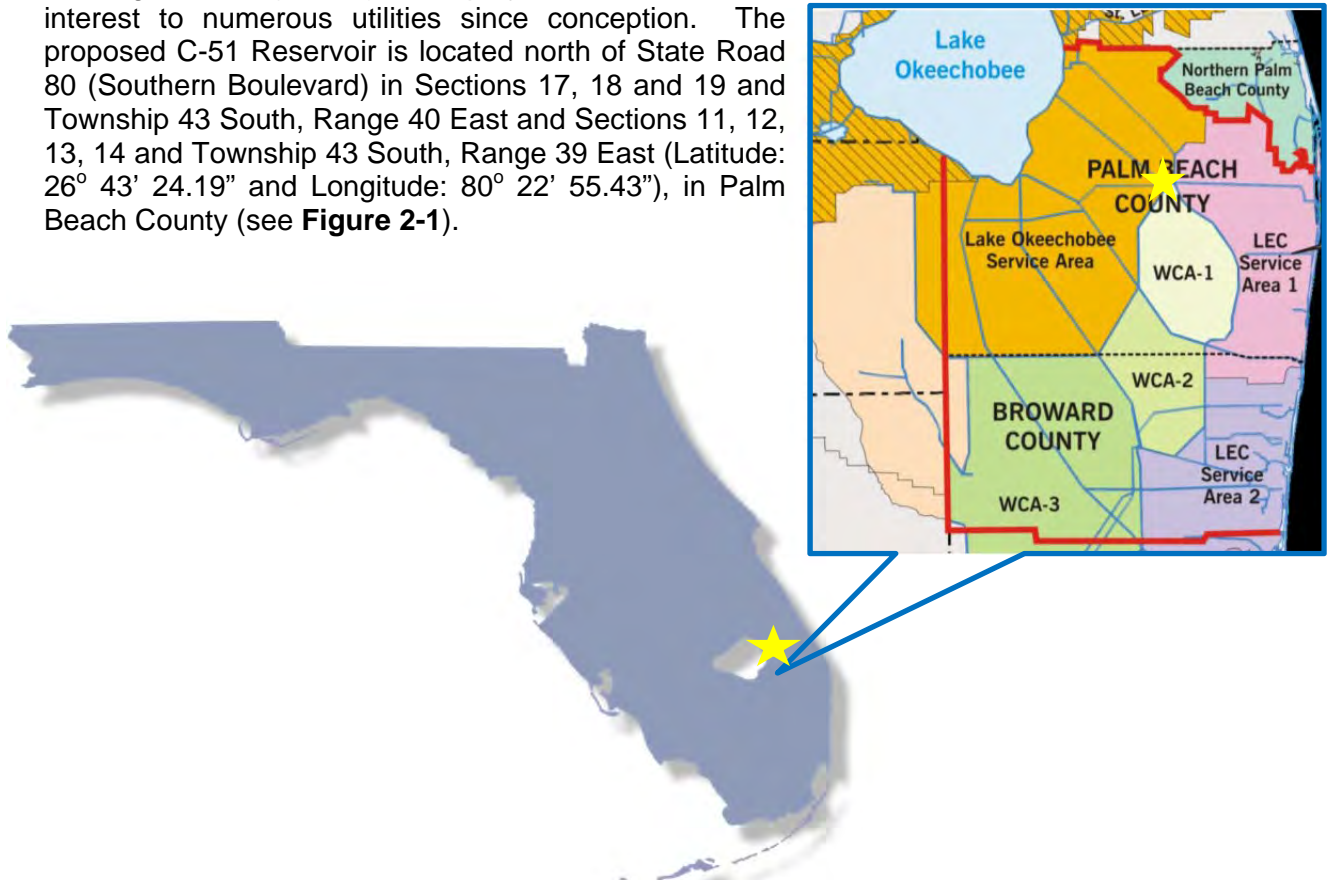 interest to numerous utilities since conception. The
proposed C-51 Reservoir is located north of State Road
80 (Southern Boulevard) in Sections 17, 18 and 19 and
Township 43 South, Range 40 East and Sections 11, 12,
13, 14 and Township 43 South, Range 39 East (Latitude:
26° 43' 24.19" and Longitude: 80° 22' 55.43"), in Palm
Beach County (see Figure 2-1).
Lake
Okeechobee
Northern Palm
Beach County
PALM BEACH
COUNTY
Lake Okeechobee
Service Area
WCA-1
LEC
Service
Area 1
WCA-2
BROWARD
COUNTY
LEC
Service
Area 2
WCA-3